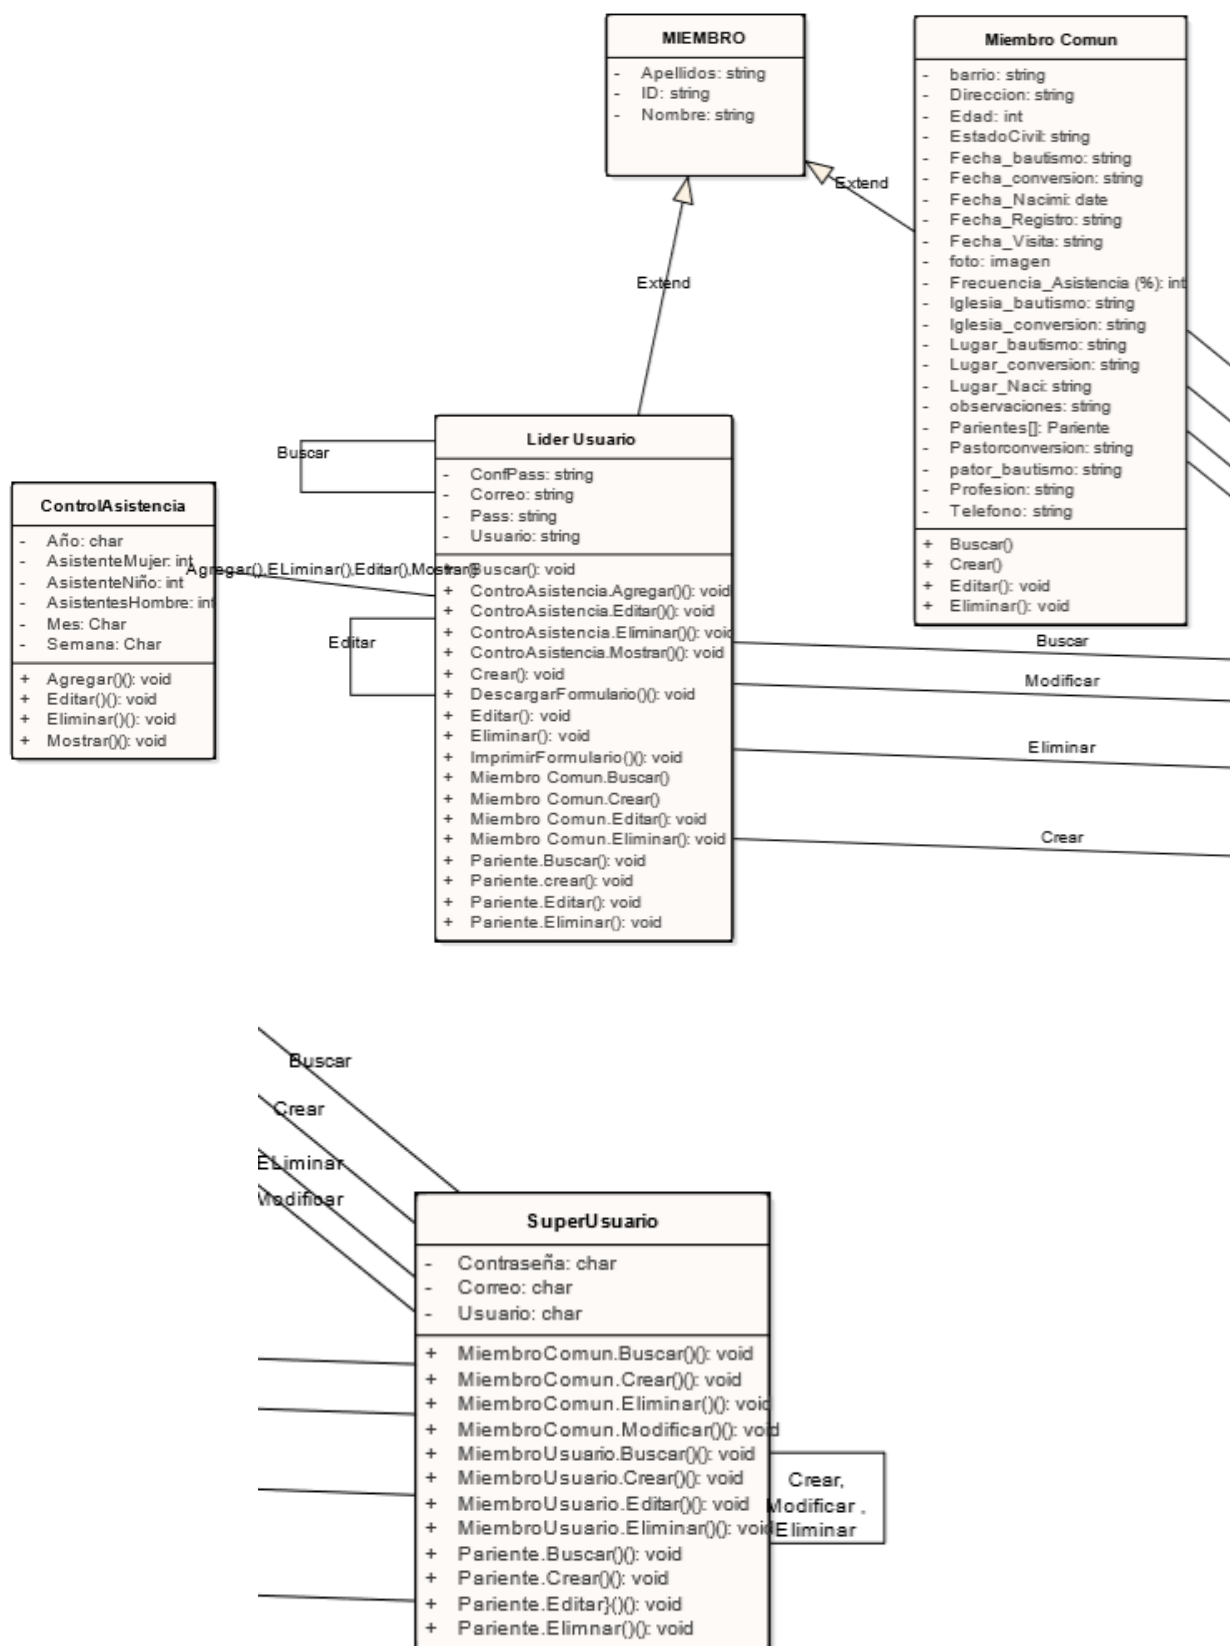 MIEMBRO
- Apellidos: string
- ID: string
- Nombre: string
Miembro Comun
- barrio: string
- Direccion: string
- Edad: int
- EstadoCivil: string
- Fecha_bautismo: string
- Fecha_conversion: string
- Fecha_Nacimi: date
- Fecha_Registro: string
- Fecha_Visita: string
- foto: imagen
- Frecuencia_Asistencia (%): int
- Iglesia_bautismo: string
- Iglesia_conversion: string
- Lugar_bautismo: string
- Lugar_conversion: string
- Lugar_Naci: string
- observaciones: string
- Parientes[]: Pariente
- Pastorconversion: string
- pator_bautismo: string
- Profesion: string
- Telefono: string
+ Buscar()
+ Crear()
+ Editar(): void
+ Eliminar(): void
Extend
Extend
Lider Usuario
- ConfPass: string
- Correo: string
- Pass: string
- Usuario: string
+ Buscar(): void
+ ControAsistencia.Agregar()(): void
+ ControAsistencia.Editar()(): void
+ ControAsistencia.Eliminar()(): void
+ ControAsistencia.Mostrar()(): void
+ Crear(): void
+ DescargarFormulario()(): void
+ Editar(): void
+ Eliminar(): void
+ ImprimirFormulario()(): void
+ Miembro Comun.Buscar()
+ Miembro Comun.Crear()
+ Miembro Comun.Editar(): void
+ Miembro Comun.Eliminar(): void
+ Pariente.Buscar(): void
+ Pariente.crear(): void
+ Pariente.Editar(): void
+ Pariente.Eliminar(): void
Buscar
Editar
ControlAsistencia
- Año: char
- AsistenteMujer: int
- AsistenteNiño: int
- AsistentesHombre: int
- Mes: Char
- Semana: Char
+ Agregar()(): void
+ Editar()(): void
+ Eliminar()(): void
+ Mostrar()(): void
Agregar(),ELiminar(),Editar(),Mostrar()
Buscar
Modificar
Eliminar
Crear
Buscar
Crear
ELiminar
Modificar
SuperUsuario
- Contraseña: char
- Correo: char
- Usuario: char
+ MiembroComun.Buscar()(): void
+ MiembroComun.Crear()(): void
+ MiembroComun.Eliminar()(): void
+ MiembroComun.Modificar()(): void
+ MiembroUsuario.Buscar()(): void
+ MiembroUsuario.Crear()(): void
+ MiembroUsuario.Editar()(): void
+ MiembroUsuario.Eliminar()(): void
+ Pariente.Buscar()(): void
+ Pariente.Crear()(): void
+ Pariente.Editar}()(): void
+ Pariente.Elimnar()(): void
Crear,
Modificar ,
Eliminar